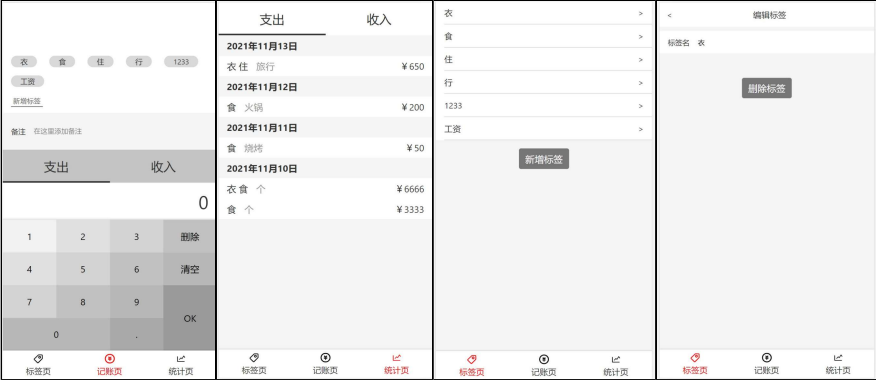 衣 食 住 行 1233
工资
新增标签
备注 在这里添加备注
支出 收入
0
1 2 3 删除
4 5 6 清空
7 8 9
OK
0 .
标签页 记账页 统计页
支出 收入
2021年11月13日
衣 住 旅行 ¥650
2021年11月12日
食 火锅 ¥200
2021年11月11日
食 烧烤 ¥50
2021年11月10日
衣 食 个 ¥6666
食 个 ¥3333
标签页 记账页 统计页
衣 >
食 >
住 >
行 >
1233 >
工资 >
新增标签
标签页 记账页 统计页
< 编辑标签
标签名 衣
删除标签
标签页 记账页 统计页